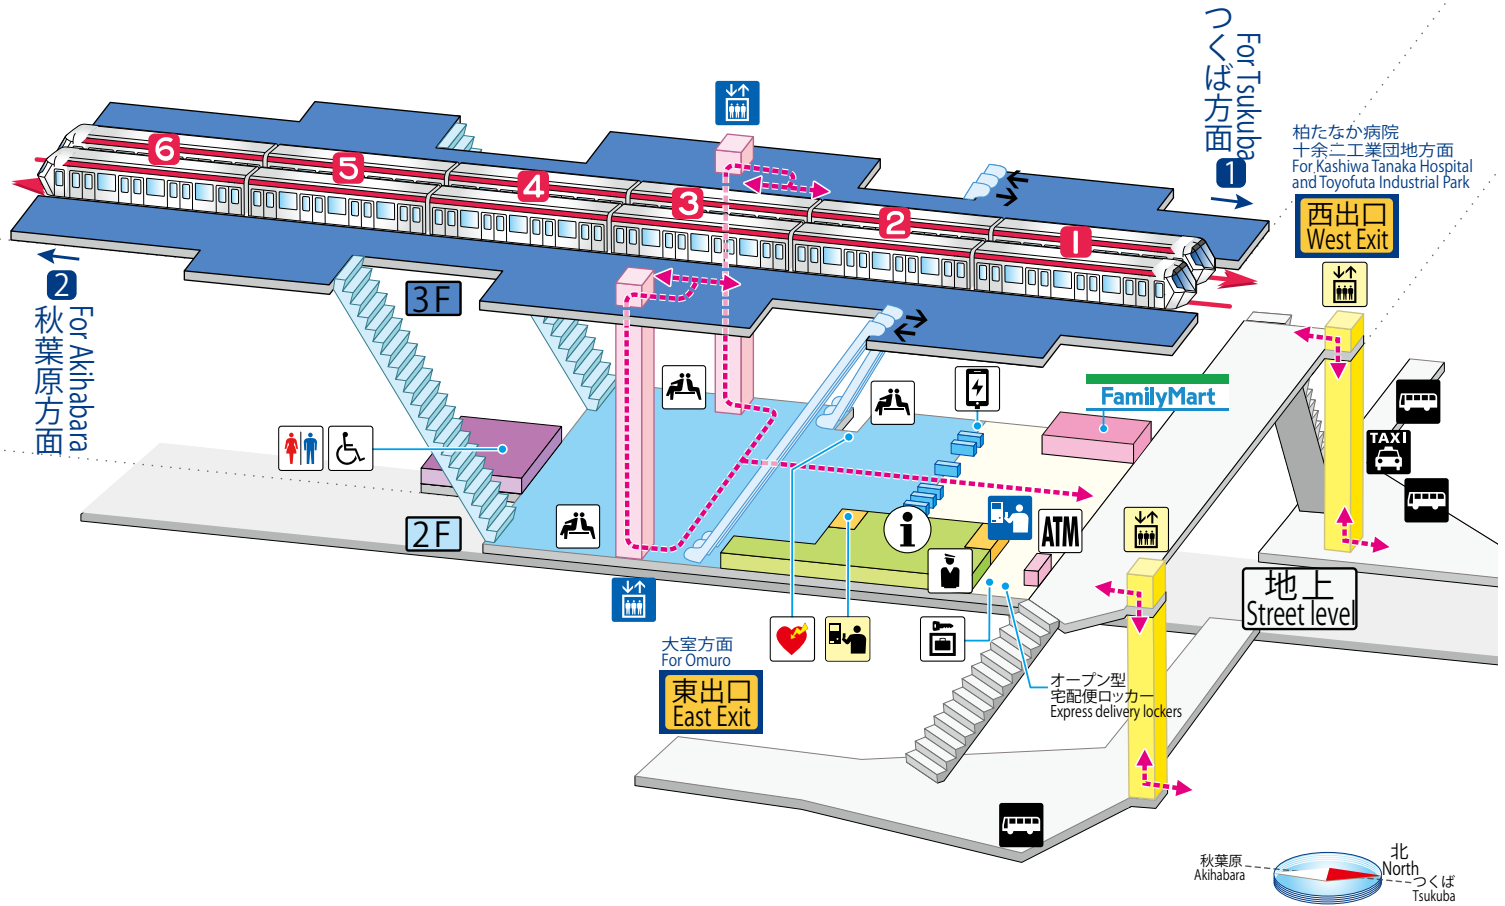 つくば方面
For Tsukuba
1
柏たなか病院
十余二工業団地方面
For Kashiwa Tanaka Hospital
and Toyofuta Industrial Park
西出口
West Exit
6
5
4
3
2
1
2
秋葉原方面
For Akihabara
3F
2F
FamilyMart
TAXI
ATM
i
地上
Street level
大室方面
For Omuro
東出口
East Exit
オープン型
宅配便ロッカー
Express delivery lockers
北
North
秋葉原
Akihabara
つくば
Tsukuba